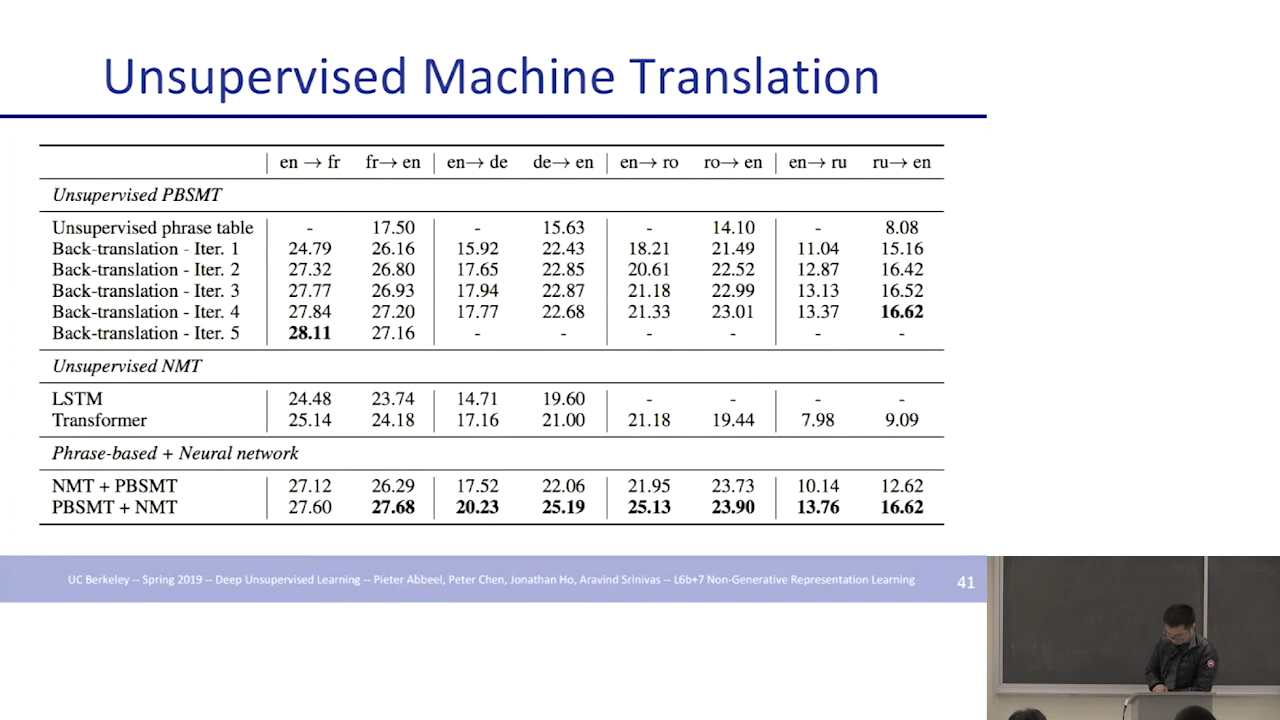 Unsupervised Machine Translation
en → fr fr→ en en→ de de→ en en→ ro ro→ en en→ ru ru→ en
Unsupervised PBSMT
Unsupervised phrase table - 17.50 - 15.63 - 14.10 - 8.08
Back-translation - Iter. 1 24.79 26.16 15.92 22.43 18.21 21.49 11.04 15.16
Back-translation - Iter. 2 27.32 26.80 17.65 22.85 20.61 22.52 12.87 16.42
Back-translation - Iter. 3 27.77 26.93 17.94 22.87 21.18 22.99 13.13 16.52
Back-translation - Iter. 4 27.84 27.20 17.77 22.68 21.33 23.01 13.37 16.62
Back-translation - Iter. 5 28.11 27.16 - - - - - -
Unsupervised NMT
LSTM 24.48 23.74 14.71 19.60 - - - -
Transformer 25.14 24.18 17.16 21.00 21.18 19.44 7.98 9.09
Phrase-based + Neural network
NMT + PBSMT 27.12 26.29 17.52 22.06 21.95 23.73 10.14 12.62
PBSMT + NMT 27.60 27.68 20.23 25.19 25.13 23.90 13.76 16.62
UC Berkeley -- Spring 2019 -- Deep Unsupervised Learning -- Pieter Abbeel, Peter Chen, Jonathan Ho, Aravind Srinivas -- L6b+7 Non-Generative Representation Learning 41